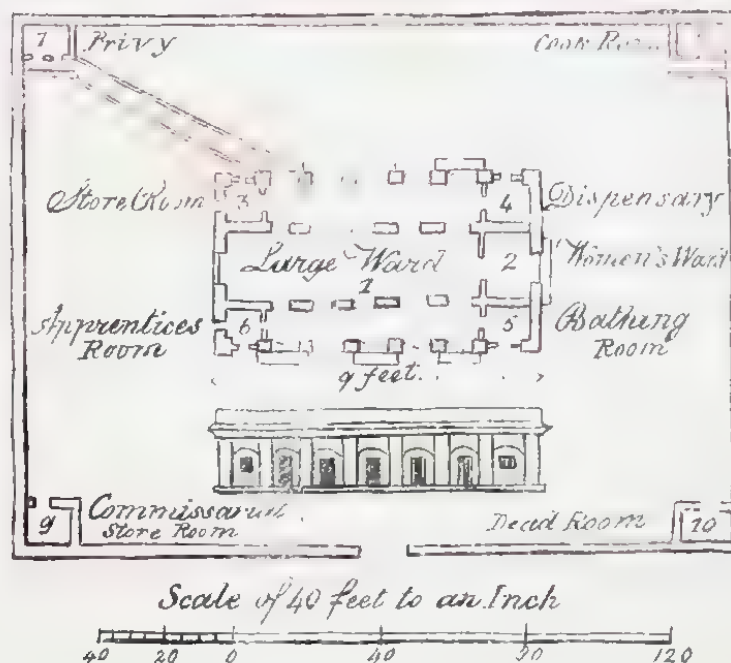 7 Privy
Cook Room
Store Room 3
4 Dispensary
Large Ward
1
2 Women's Ward
Apprentices
Room 6
5 Bathing
Room
9 feet.
9 Commissariat
Store Room
Dead Room 10
Scale of 40 feet to an Inch
40 20 0 40 80 120